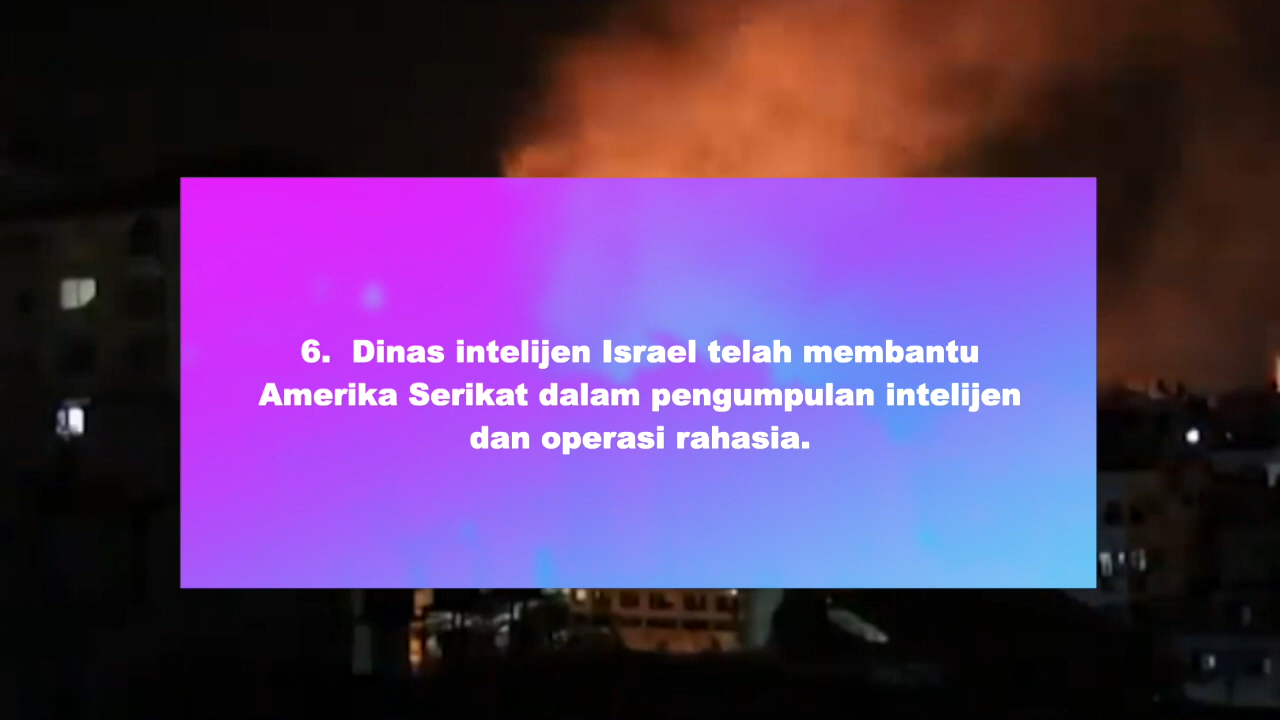 6.  Dinas intelijen Israel telah membantu
Amerika Serikat dalam pengumpulan intelijen
dan operasi rahasia.